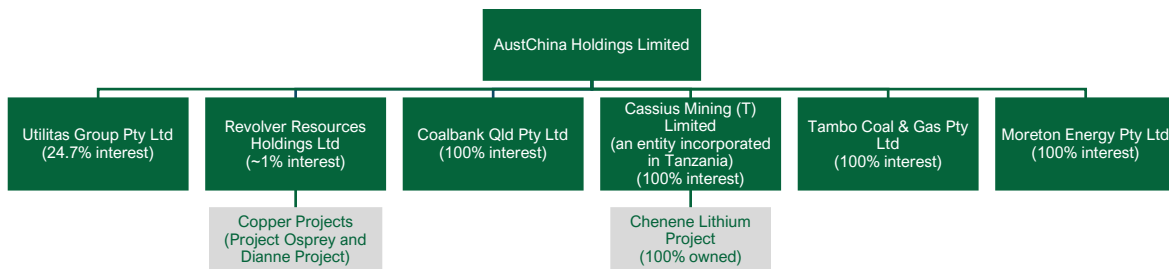 AustChina Holdings Limited
Utilitas Group Pty Ltd
(24.7% interest)
Revolver Resources
Holdings Ltd
(~1% interest)
Coalbank Qld Pty Ltd
(100% interest)
Cassius Mining (T)
Limited
(an entity incorporated
in Tanzania)
(100% interest)
Tambo Coal & Gas Pty
Ltd
(100% interest)
Moreton Energy Pty Ltd
(100% interest)
Copper Projects
(Project Osprey and
Dianne Project)
Chenene Lithium
Project
(100% owned)